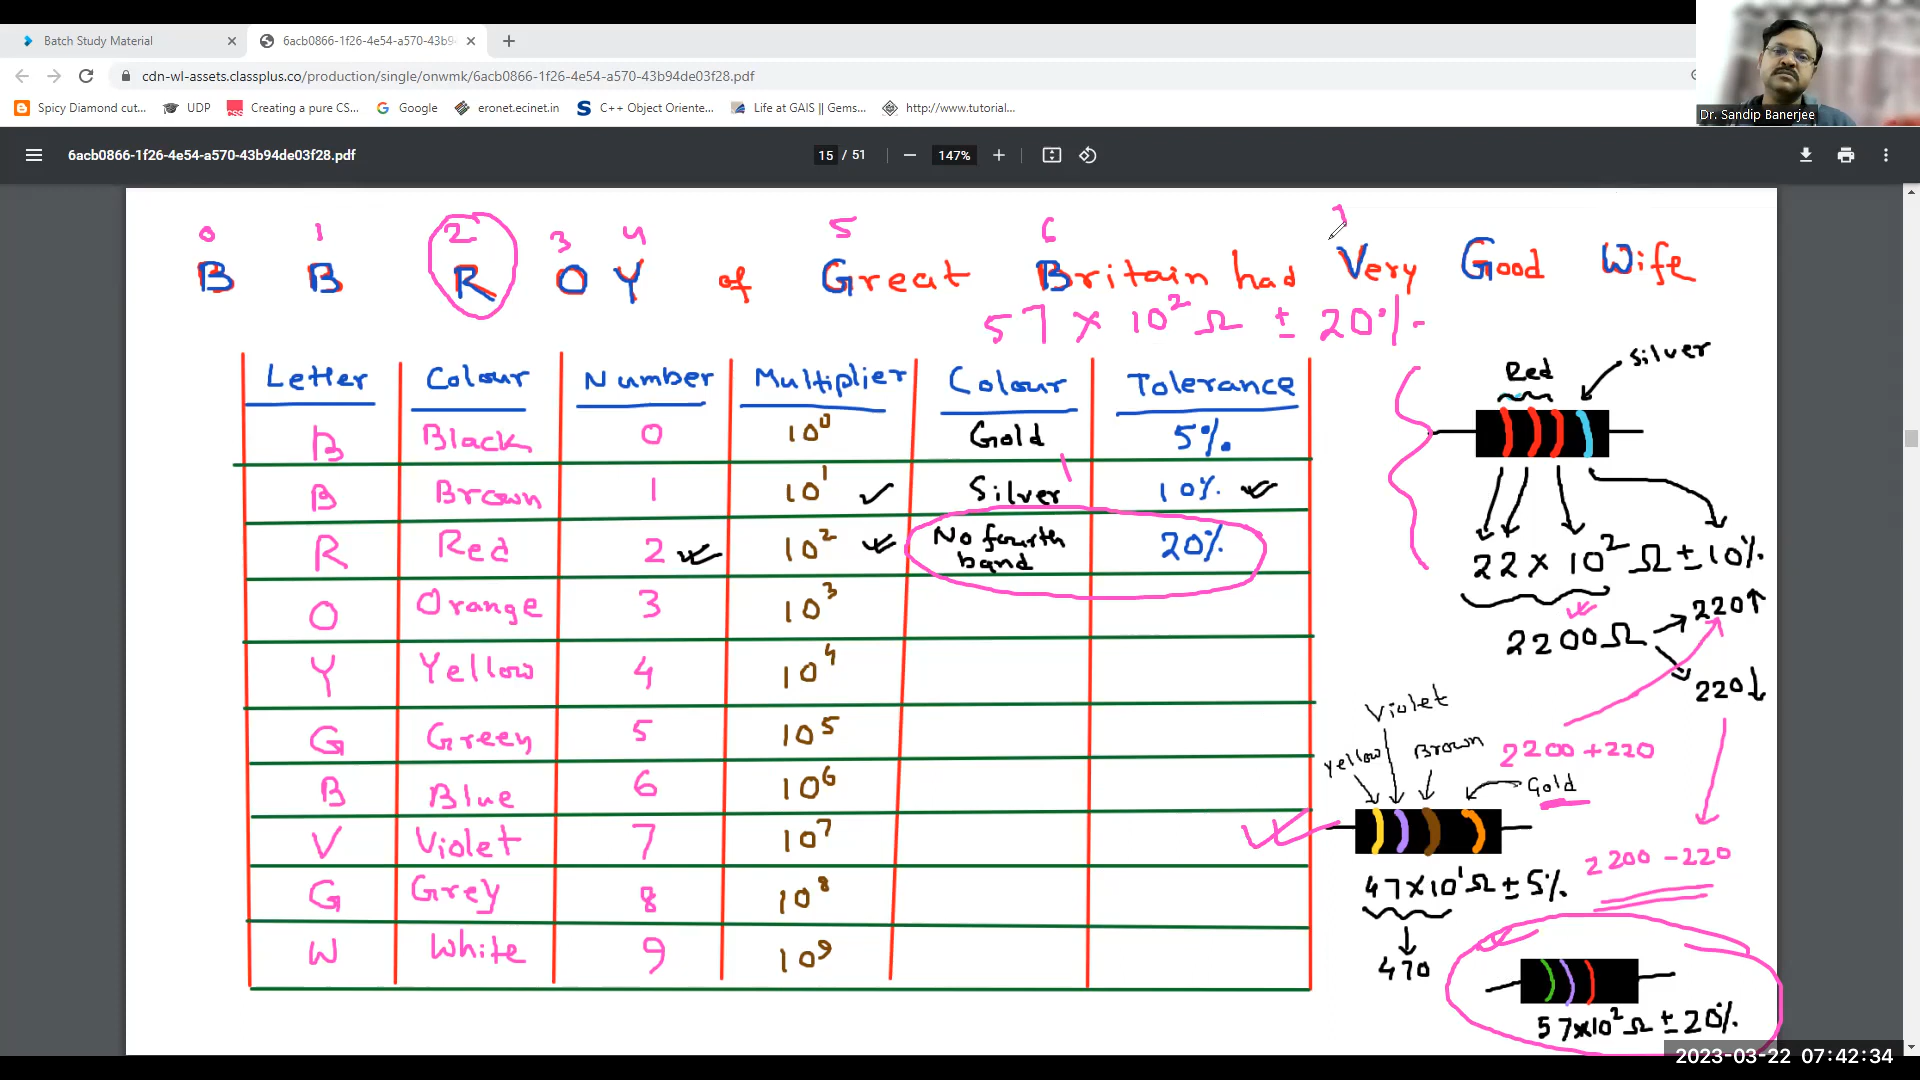 Batch Study Material
6acb0866-1f26-4e54-a570-43b94
cdn-wl-assets.classplus.co/production/single/onwmk/6acb0866-1f26-4e54-a570-43b94de03f28.pdf
Spicy Diamond cut... UDP Creating a pure CS... Google eronet.ecinet.in C++ Object Oriente... Life at GAIS || Gems... http://www.tutorial...
Dr. Sandip Banerjee
6acb0866-1f26-4e54-a570-43b94de03f28.pdf 15 / 51 147%
0 1 2 3 4 5 6 7
B B R O Y of Great Britain had Very Good Wife
57 × 10² Ω ± 20%
Letter Colour Number Multiplier Colour Tolerance
B Black 0 10⁰ Gold 5%
B Brown 1 10¹ Silver 10%
R Red 2 10² No fourth band 20%
O Orange 3 10³
Y Yellow 4 10⁴
G Green 5 10⁵
B Blue 6 10⁶
V Violet 7 10⁷
G Grey 8 10⁸
W White 9 10⁹
Red Silver
22 × 10² Ω ± 10%
2200 Ω → 220↑
220↓
2200 + 220
2200 - 220
Violet
Yellow Brown
Gold
47 × 10¹ Ω ± 5%
470
57×10² Ω ± 20%
2023-03-22 07:42:34